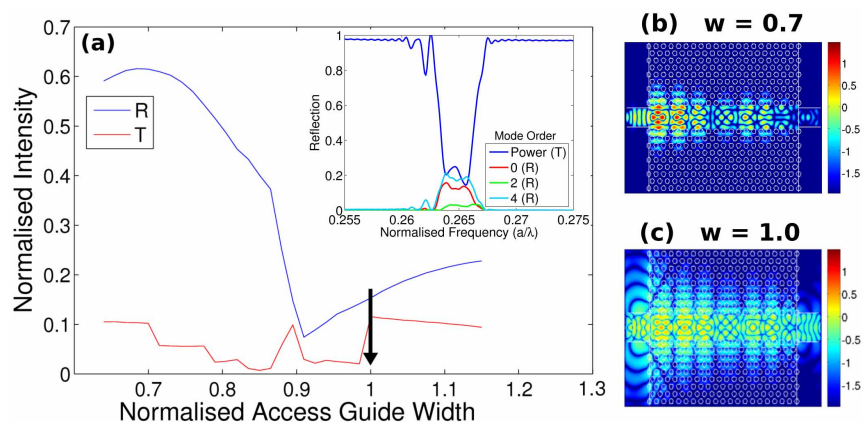 (a)
Normalised Intensity
0.7
0.6
0.5
0.4
0.3
0.2
0.1
0
R
T
0.7
0.8
0.9
1
1.1
1.2
1.3
Normalised Access Guide Width
Reflection
1
0.8
0.6
0.4
0.2
0
Mode Order
Power (T)
0 (R)
2 (R)
4 (R)
0.255
0.26
0.265
0.27
0.275
Normalised Frequency (a/λ)
(b) w = 0.7
1
0.5
0
-0.5
-1
-1.5
(c) w = 1.0
1
0.5
0
-0.5
-1
-1.5